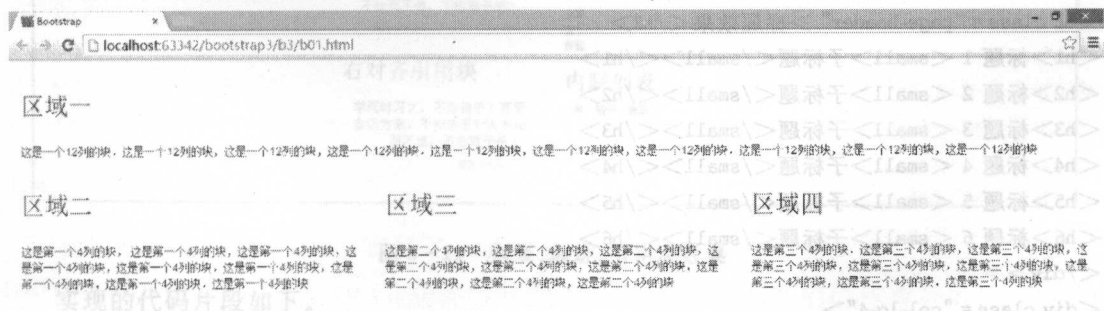 Bootstrap
localhost:63342/bootstrap3/b3/b01.html
区域一
这是一个12列的块．这是一个12列的块，这是一个12列的块，这是一个12列的块．这是一个12列的块，这是一个12列的块，这是一个12列的块．这是一个12列的块，这是一个12列的块，这是一个12列的块
区域二
这是第一个4列的块，这是第一个4列的块，这是第一个4列的块，这
是第一个4列的块，这是第一个4列的块．这是第一个4列的块，这是
第一个4列的块，这是第一个4列的块．这是第一个4列的块
区域三
这是第二个4列的块，这是第二个4列的块，这是第二个4列的块，这
是第二个4列的块，这是第二个4列的块，这是第二个4列的块，这是
第二个4列的块，这是第二个4列的块，这是第二个4列的块
区域四
这是第三个4列的块．这是第三个4列的块，这是第三个4列的块，这
是第三个4列的块，这是第三个4列的块，这是第三个4列的块，这是
第三个4列的块，这是第三个4列的块，这是第三个4列的块
实现的代码片段如下。